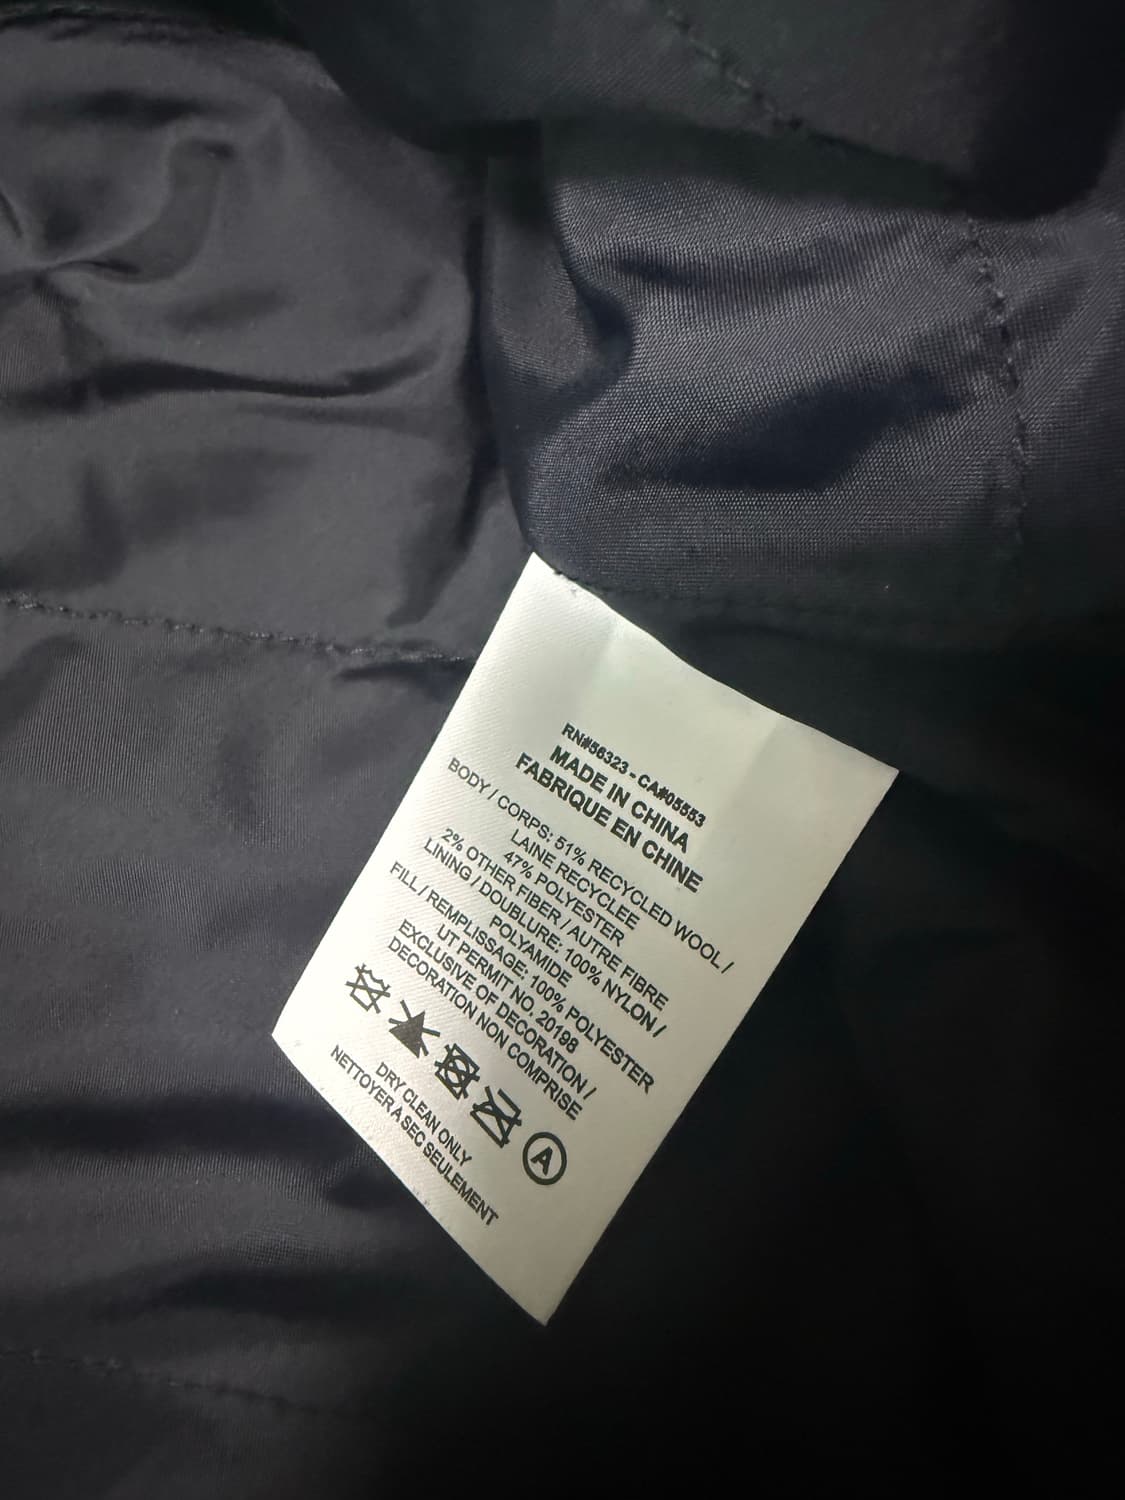 RN#56323 - CA#05553
MADE IN CHINA
FABRIQUE EN CHINE
BODY / CORPS: 51% RECYCLED WOOL /
LAINE RECYCLEE
47% POLYESTER
2% OTHER FIBER / AUTRE FIBRE
LINING / DOUBLURE: 100% NYLON /
POLYAMIDE
FILL / REMPLISSAGE: 100% POLYESTER
UT PERMIT NO. 20198
EXCLUSIVE OF DECORATION /
DECORATION NON COMPRISE
A
DRY CLEAN ONLY
NETTOYER A SEC SEULEMENT